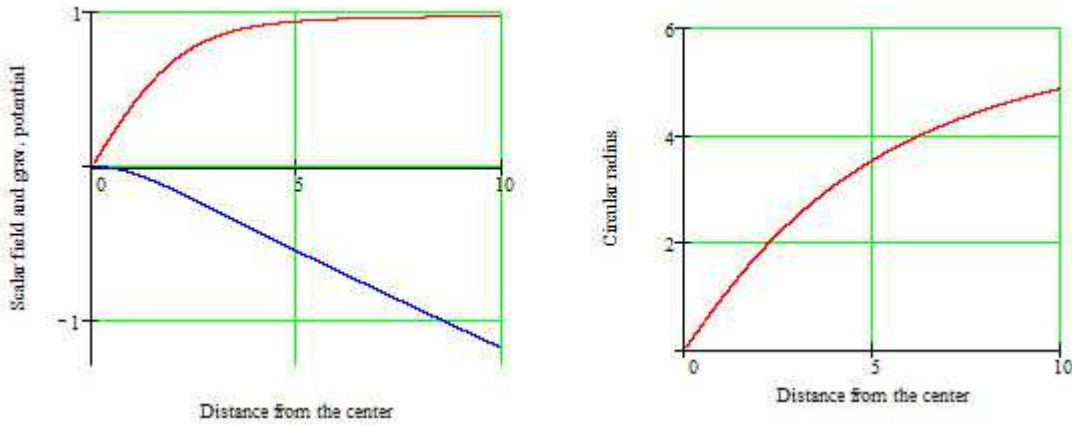 Scalar field and grav. potential
1
0
5
10
-1
Distance from the center
Circular radius
6
4
2
0
5
10
Distance from the center